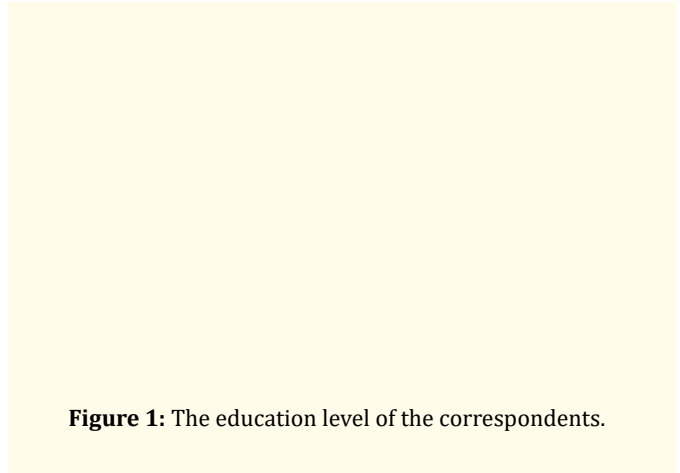 Figure 1: The education level of the correspondents.